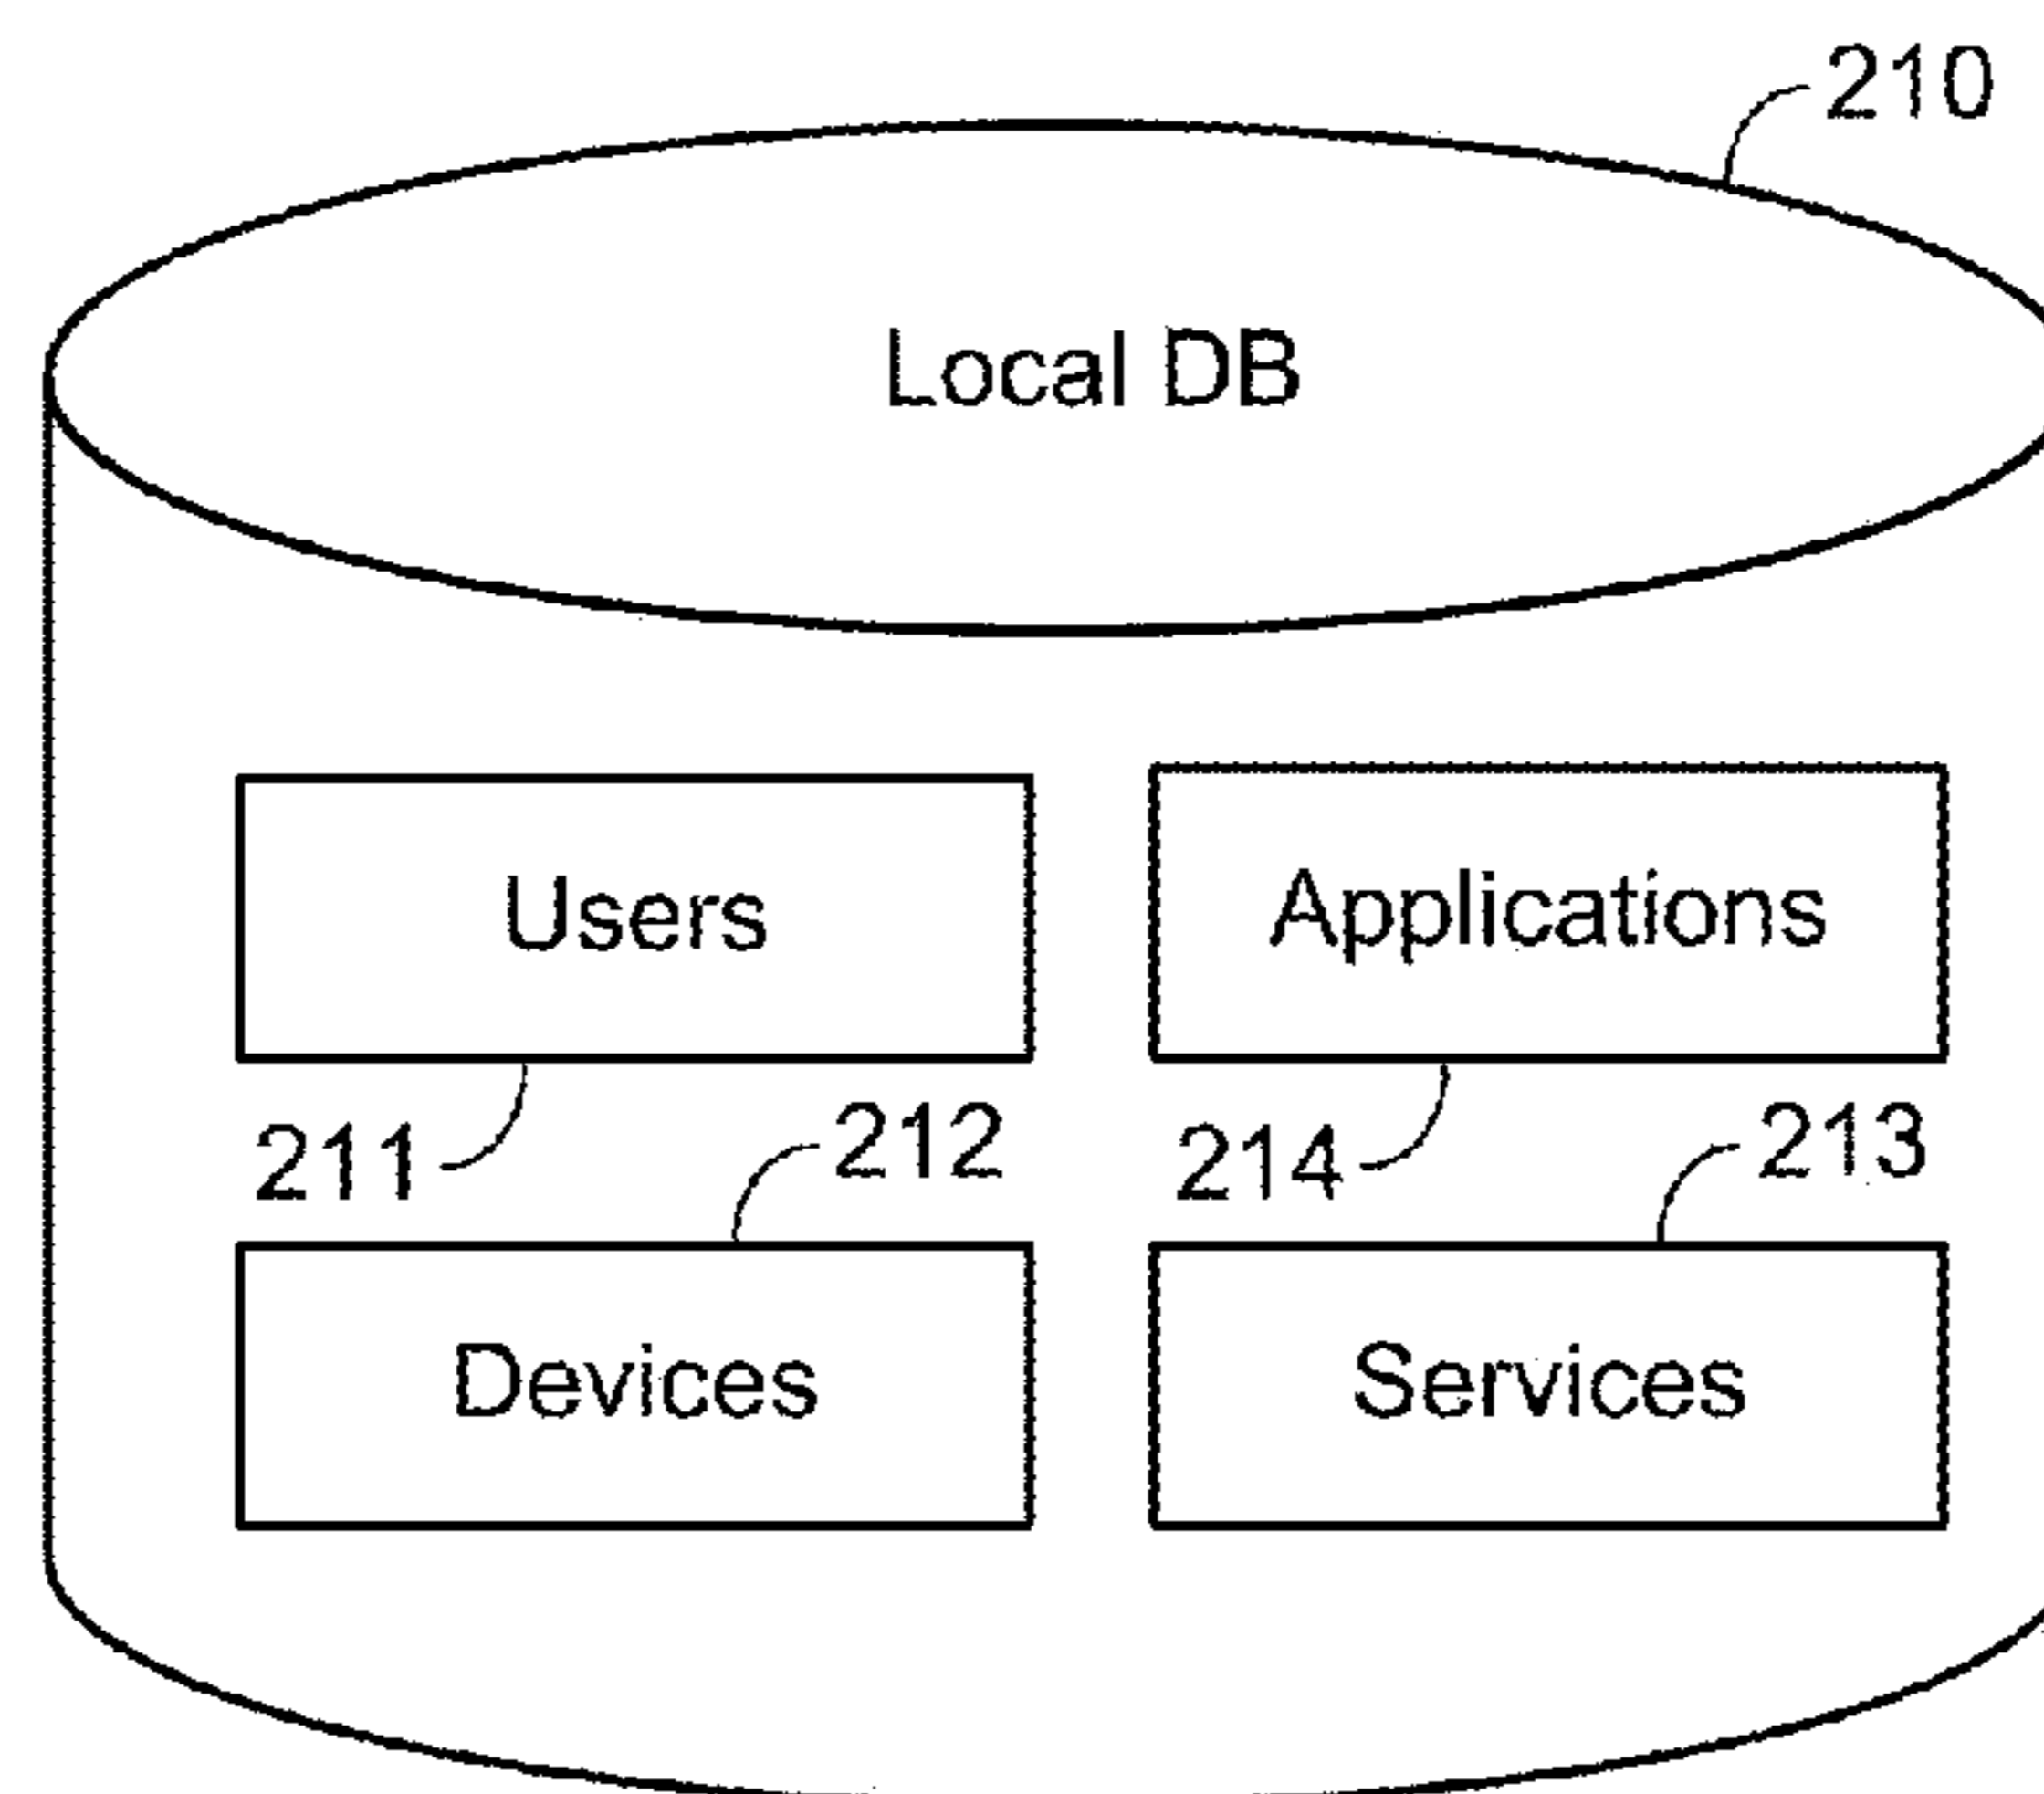 210
Local DB
Users Applications
211 212 214 213
Devices Services